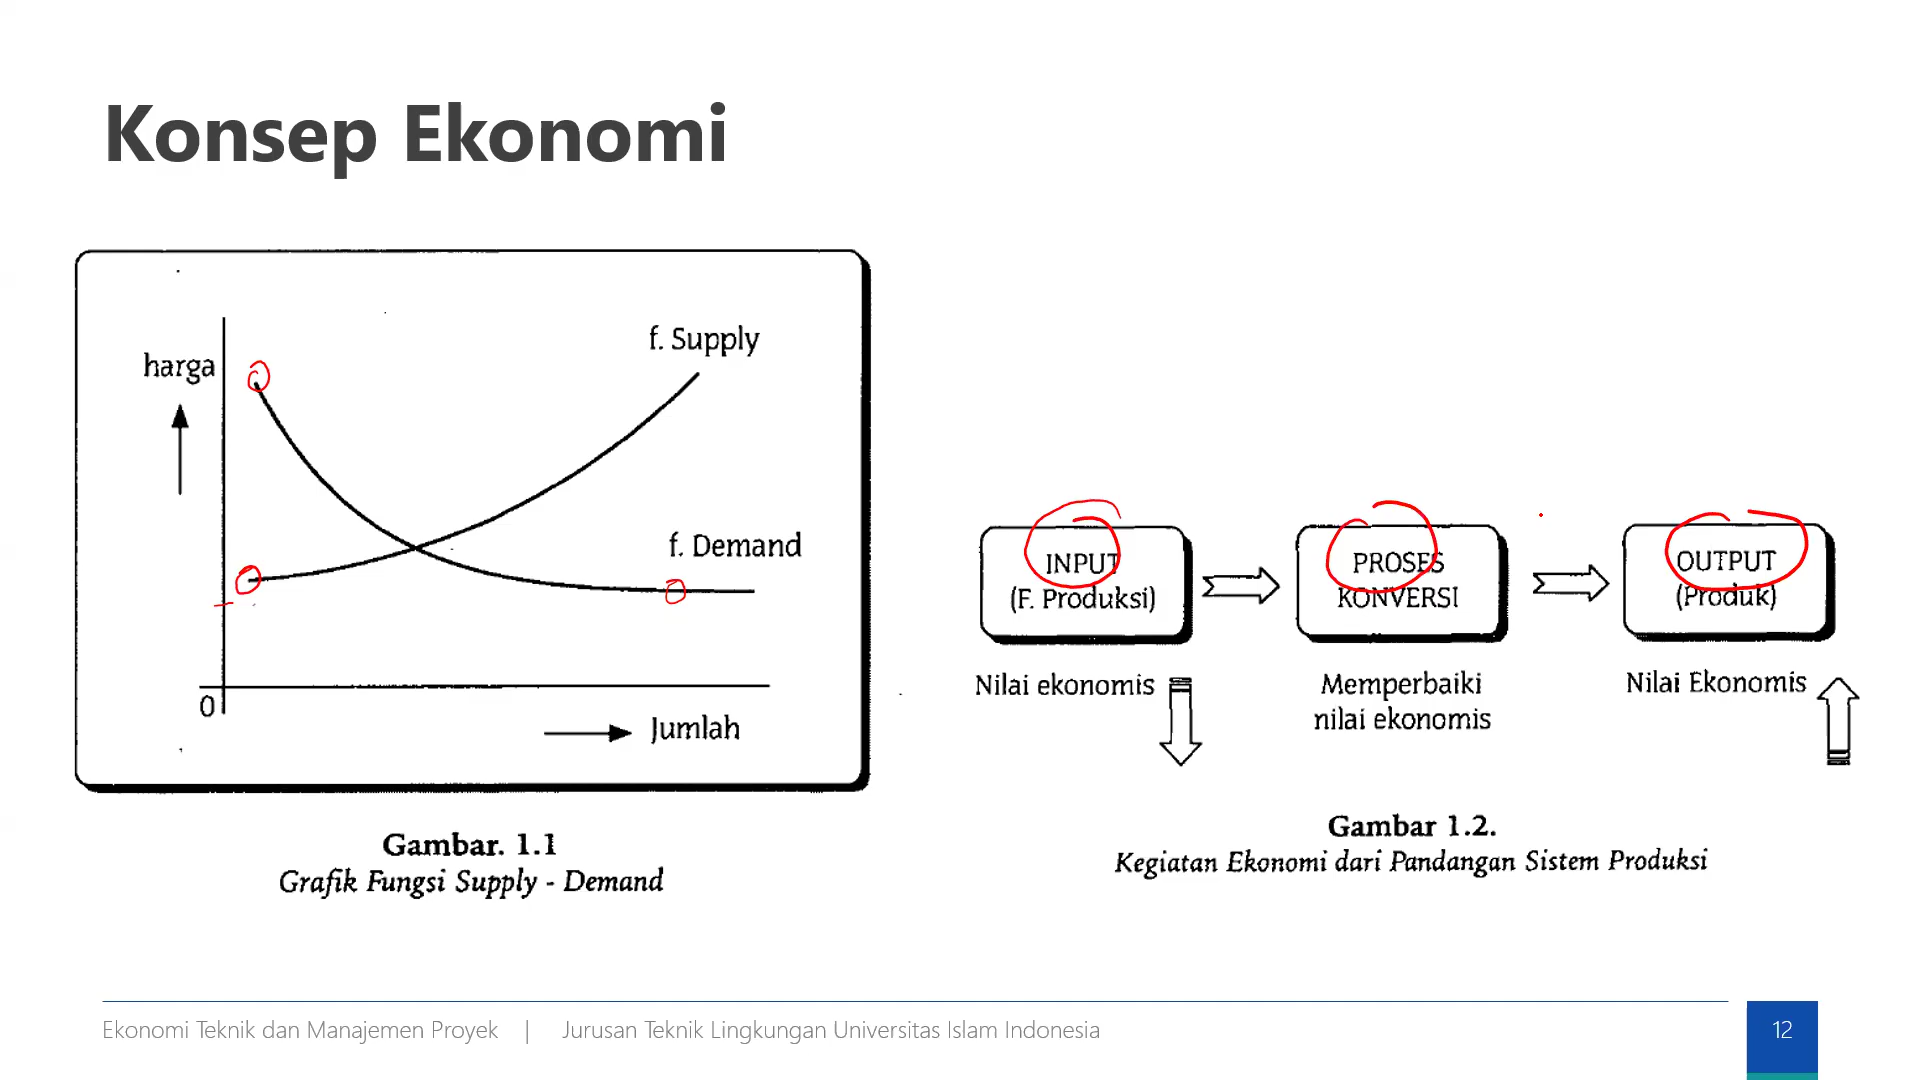 Konsep Ekonomi
harga
f. Supply
f. Demand
0
Jumlah
Gambar. 1.1
Grafik Fungsi Supply - Demand
INPUT
(F. Produksi)
PROSES
KONVERSI
OUTPUT
(Produk)
Nilai ekonomis
Memperbaiki
nilai ekonomis
Nilai Ekonomis
Gambar 1.2.
Kegiatan Ekonomi dari Pandangan Sistem Produksi
Ekonomi Teknik dan Manajemen Proyek | Jurusan Teknik Lingkungan Universitas Islam Indonesia
12